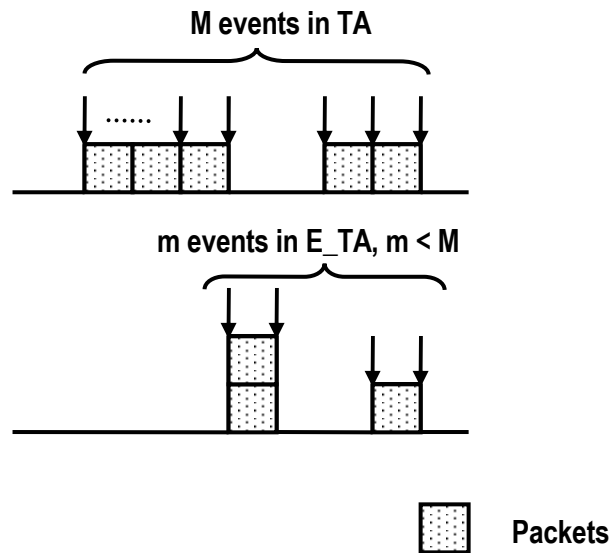 M events in TA
......
m events in E_TA, m < M
Packets